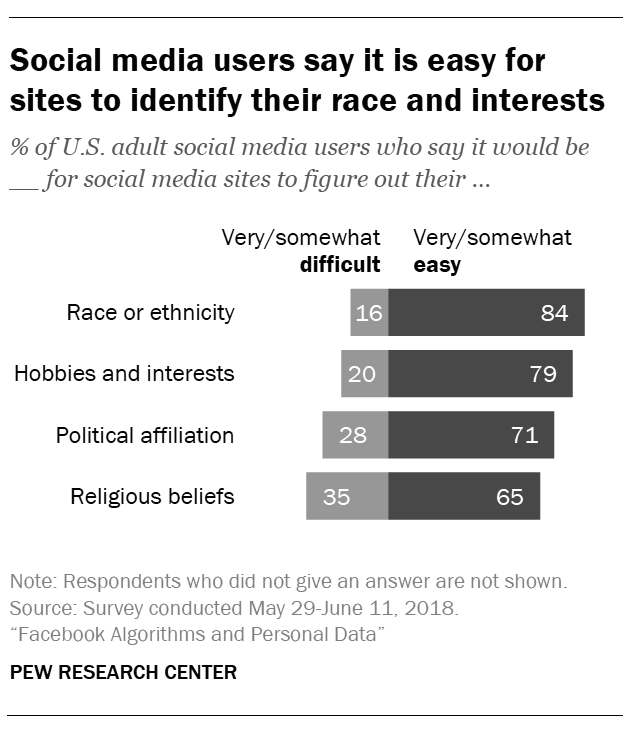 Social media users say it is easy for
sites to identify their race and interests
% of U.S. adult social media users who say it would be
__ for social media sites to figure out their ...
Very/somewhat difficult
Very/somewhat easy
Race or ethnicity 16 84
Hobbies and interests 20 79
Political affiliation 28 71
Religious beliefs 35 65
Note: Respondents who did not give an answer are not shown.
Source: Survey conducted May 29-June 11, 2018.
“Facebook Algorithms and Personal Data”
PEW RESEARCH CENTER